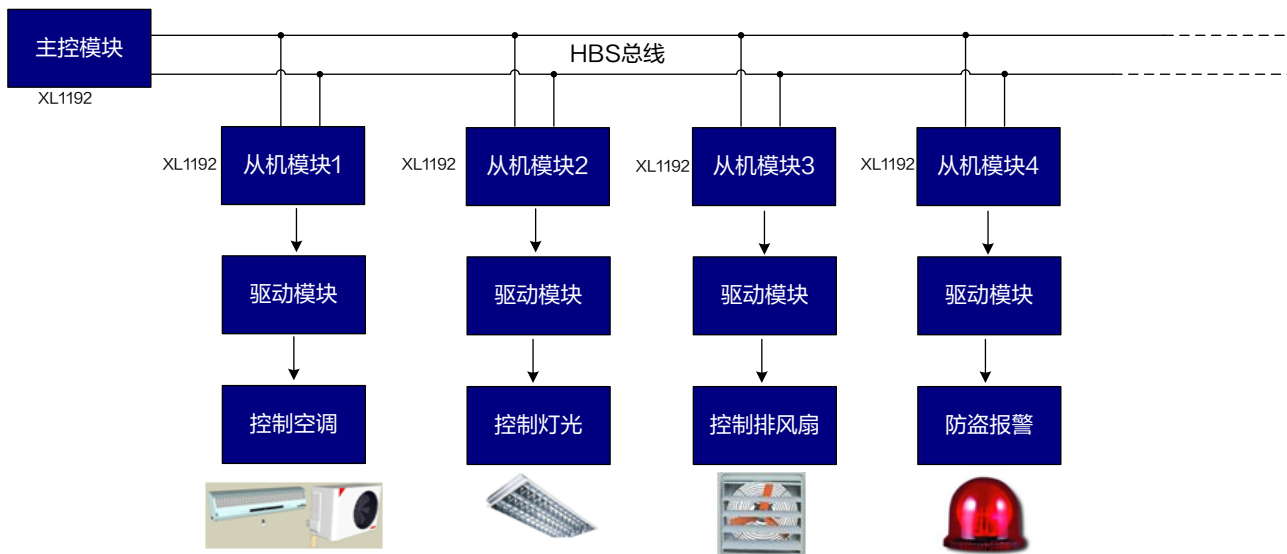 主控模块
HBS总线
XL1192
XL1192
从机模块1
XL1192
从机模块2
XL1192
从机模块3
XL1192
从机模块4
驱动模块
驱动模块
驱动模块
驱动模块
控制空调
控制灯光
控制排风扇
防盗报警